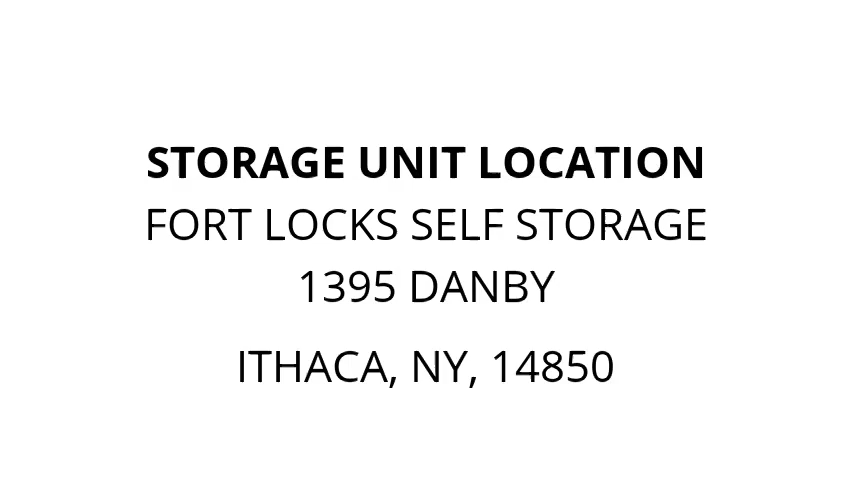 STORAGE UNIT LOCATION
FORT LOCKS SELF STORAGE
1395 DANBY
ITHACA, NY, 14850